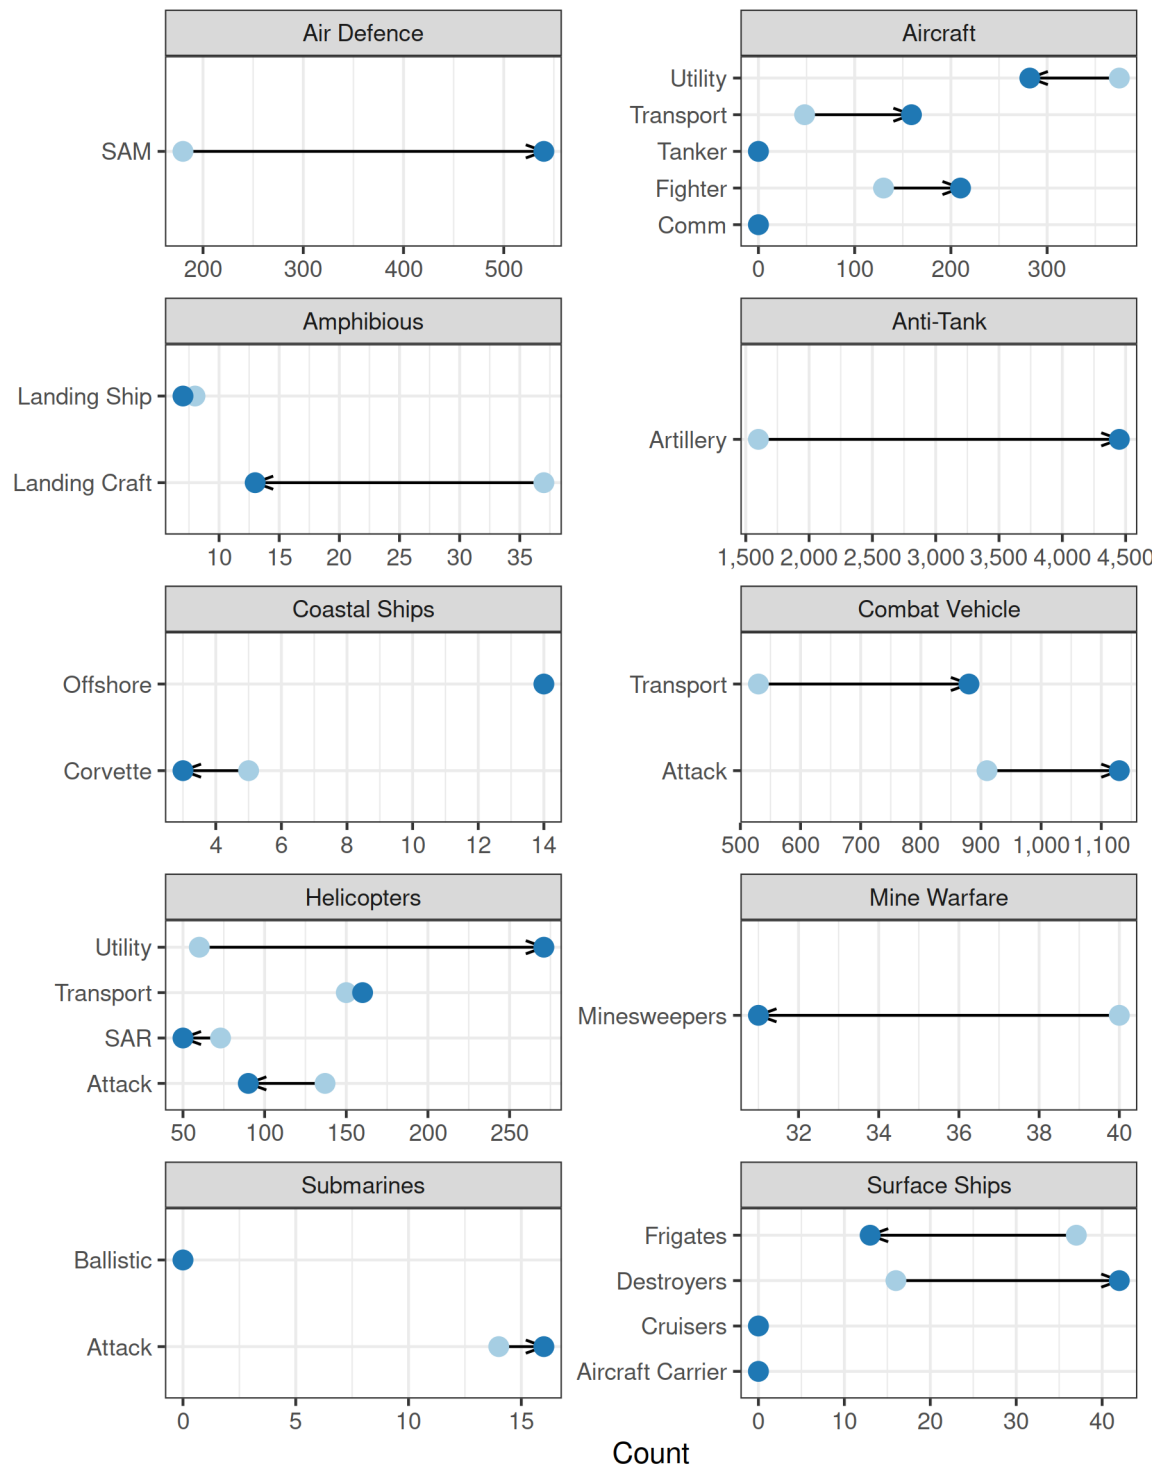 Air Defence
SAM
200 300 400 500
Aircraft
Utility
Transport
Tanker
Fighter
Comm
0 100 200 300
Amphibious
Landing Ship
Landing Craft
10 15 20 25 30 35
Anti-Tank
Artillery
1,500 2,000 2,500 3,000 3,500 4,000 4,500
Coastal Ships
Offshore
Corvette
4 6 8 10 12 14
Combat Vehicle
Transport
Attack
500 600 700 800 900 1,000 1,100
Helicopters
Utility
Transport
SAR
Attack
50 100 150 200 250
Mine Warfare
Minesweepers
32 34 36 38 40
Submarines
Ballistic
Attack
0 5 10 15
Surface Ships
Frigates
Destroyers
Cruisers
Aircraft Carrier
0 10 20 30 40
Count